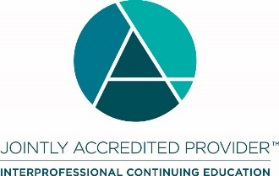 JOINTLY ACCREDITED PROVIDER™
INTERPROFESSIONAL CONTINUING EDUCATION